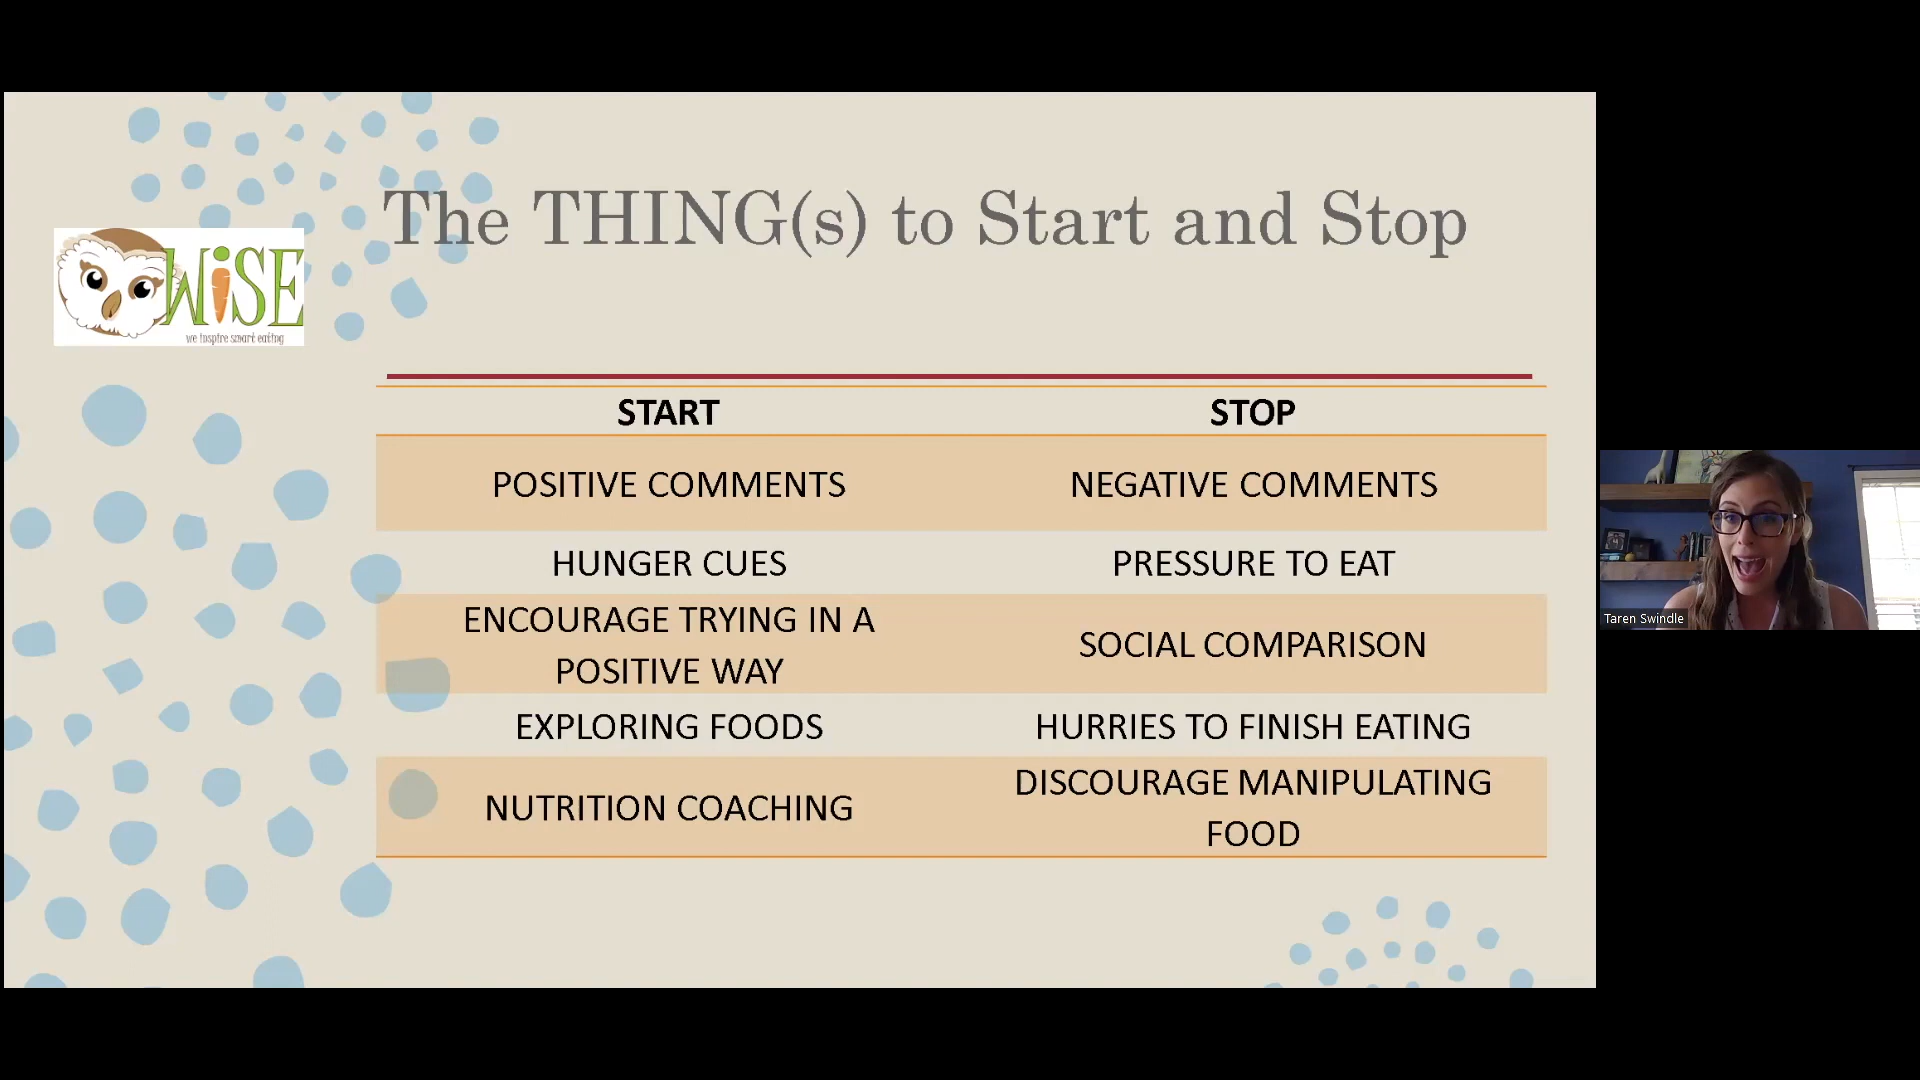 The THING(s) to Start and Stop
WiSE
we inspire smart eating
START STOP
POSITIVE COMMENTS NEGATIVE COMMENTS
HUNGER CUES PRESSURE TO EAT
ENCOURAGE TRYING IN A
POSITIVE WAY
SOCIAL COMPARISON
EXPLORING FOODS HURRIES TO FINISH EATING
NUTRITION COACHING
DISCOURAGE MANIPULATING
FOOD
Taren Swindle